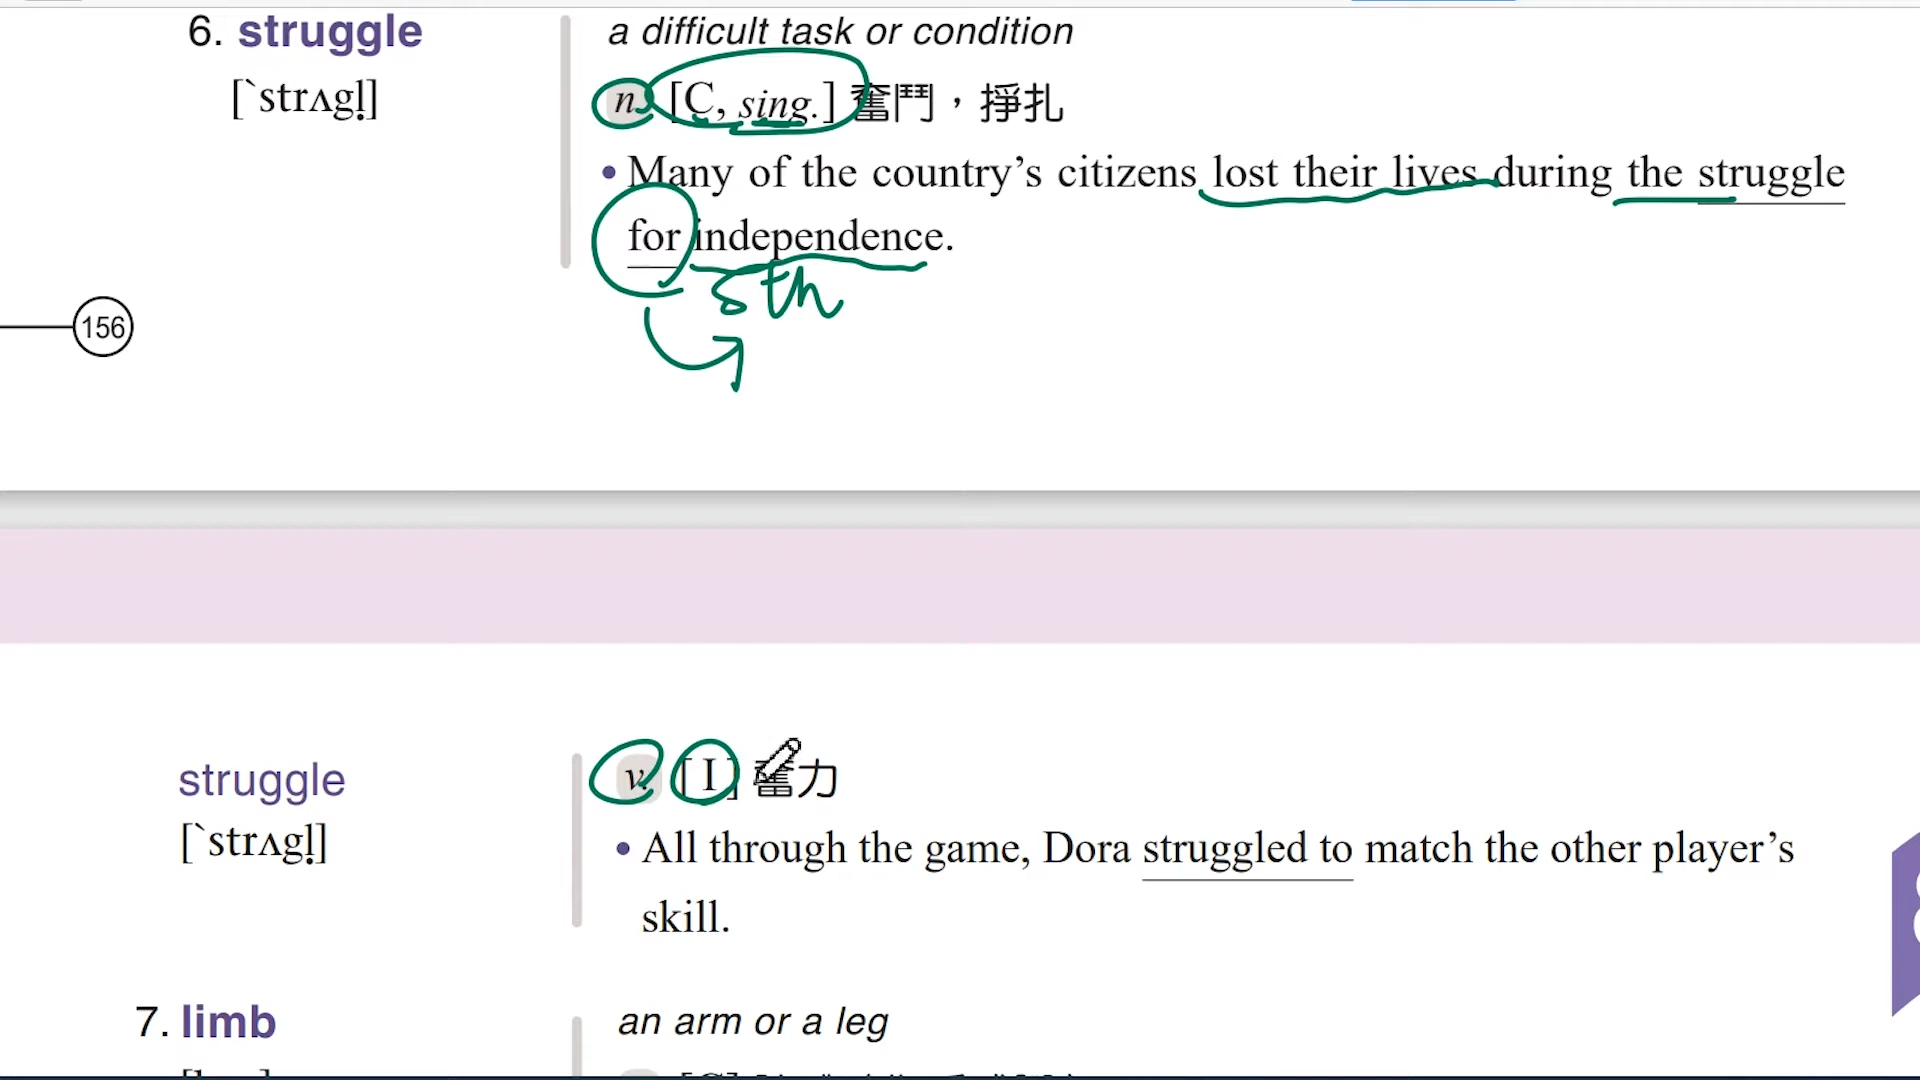 6. struggle
[ˋstrʌgḷ]
a difficult task or condition
n. [C, sing.] 奮鬥，掙扎
• Many of the country’s citizens lost their lives during the struggle
for independence.
sth
156
struggle
[ˋstrʌgḷ]
v. [I] 奮力
• All through the game, Dora struggled to match the other player’s
skill.
7. limb
an arm or a leg